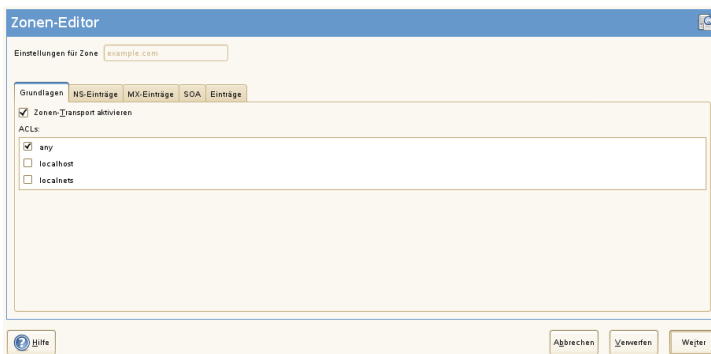 Zonen-Editor
Einstellungen für Zone example.com
Grundlagen NS-Einträge MX-Einträge SOA Einträge
Zonen-Transport aktivieren
ACLs:
any
localhost
localnets
Hilfe Abbrechen Verwerfen Weiter